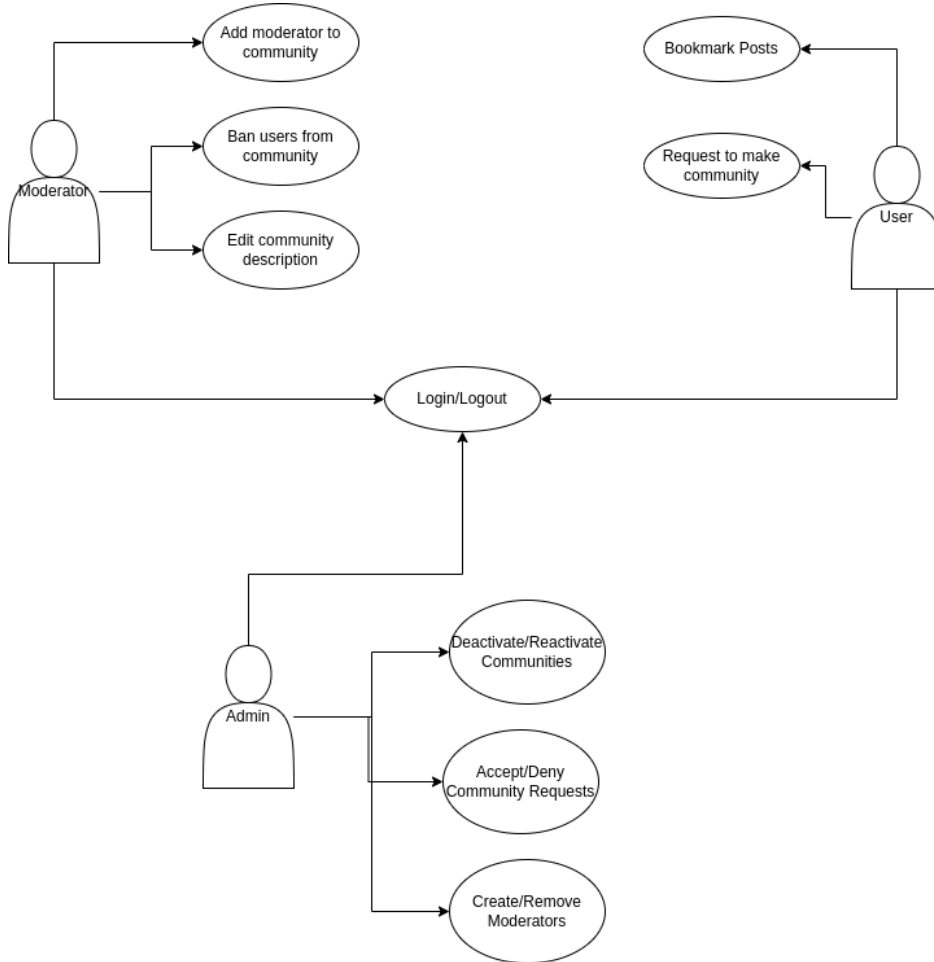 Add moderator to
community
Bookmark Posts
Ban users from
community
Request to make
community
Moderator
User
Edit community
description
Login/Logout
Deactivate/Reactivate
Communities
Admin
Accept/Deny
Community Requests
Create/Remove
Moderators